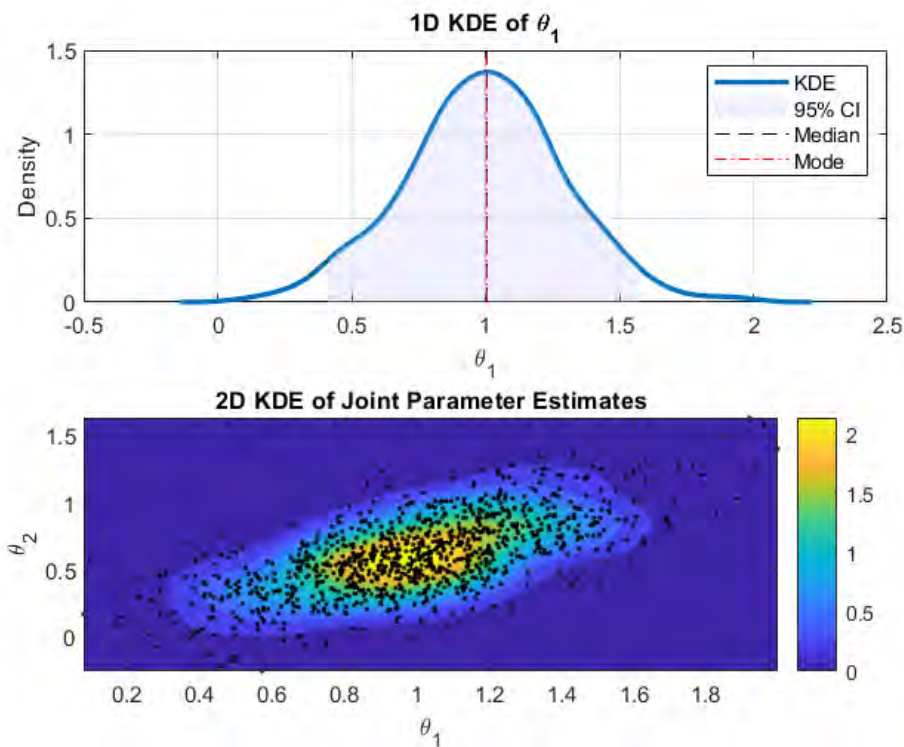 1D KDE of θ₁
1.5
1
0.5
0
Density
KDE
95% CI
Median
Mode
-0.5 0 0.5 1 1.5 2 2.5
θ₁
2D KDE of Joint Parameter Estimates
1.5
1
0.5
0
θ₂
0.2 0.4 0.6 0.8 1 1.2 1.4 1.6 1.8
θ₁
2
1.5
1
0.5
0